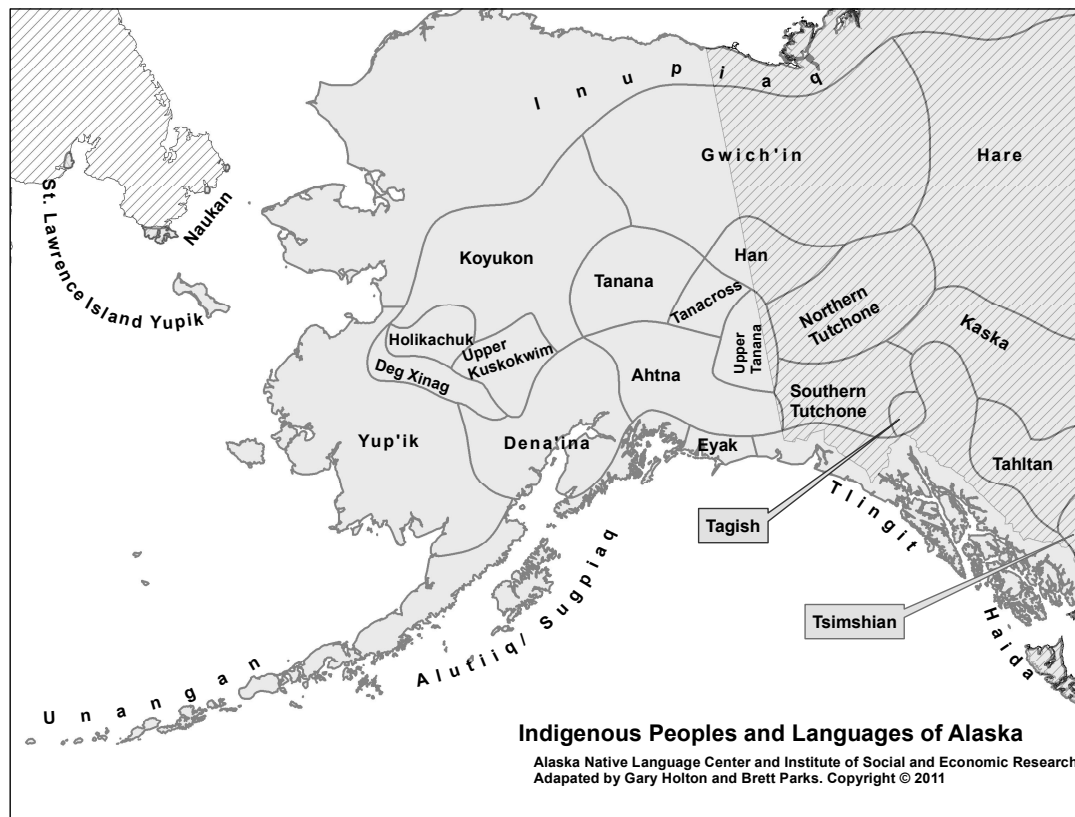 Inupiaq
Gwich'in
Hare
St. Lawrence Island Yupik
Naukan
Koyukon
Han
Tanana
Tanacross
Northern
Tutchone
Kaska
Holikachuk
Upper
Kuskokwim
Upper
Tanana
Deg Xinag
Ahtna
Southern
Tutchone
Yup'ik
Dena'ina
Eyak
Tahltan
Tagish
Tlingit
Tsimshian
Haida
Alutiiq/ Sugpiaq
Unangan
Indigenous Peoples and Languages of Alaska
Alaska Native Language Center and Institute of Social and Economic Research
Adapated by Gary Holton and Brett Parks. Copyright © 2011